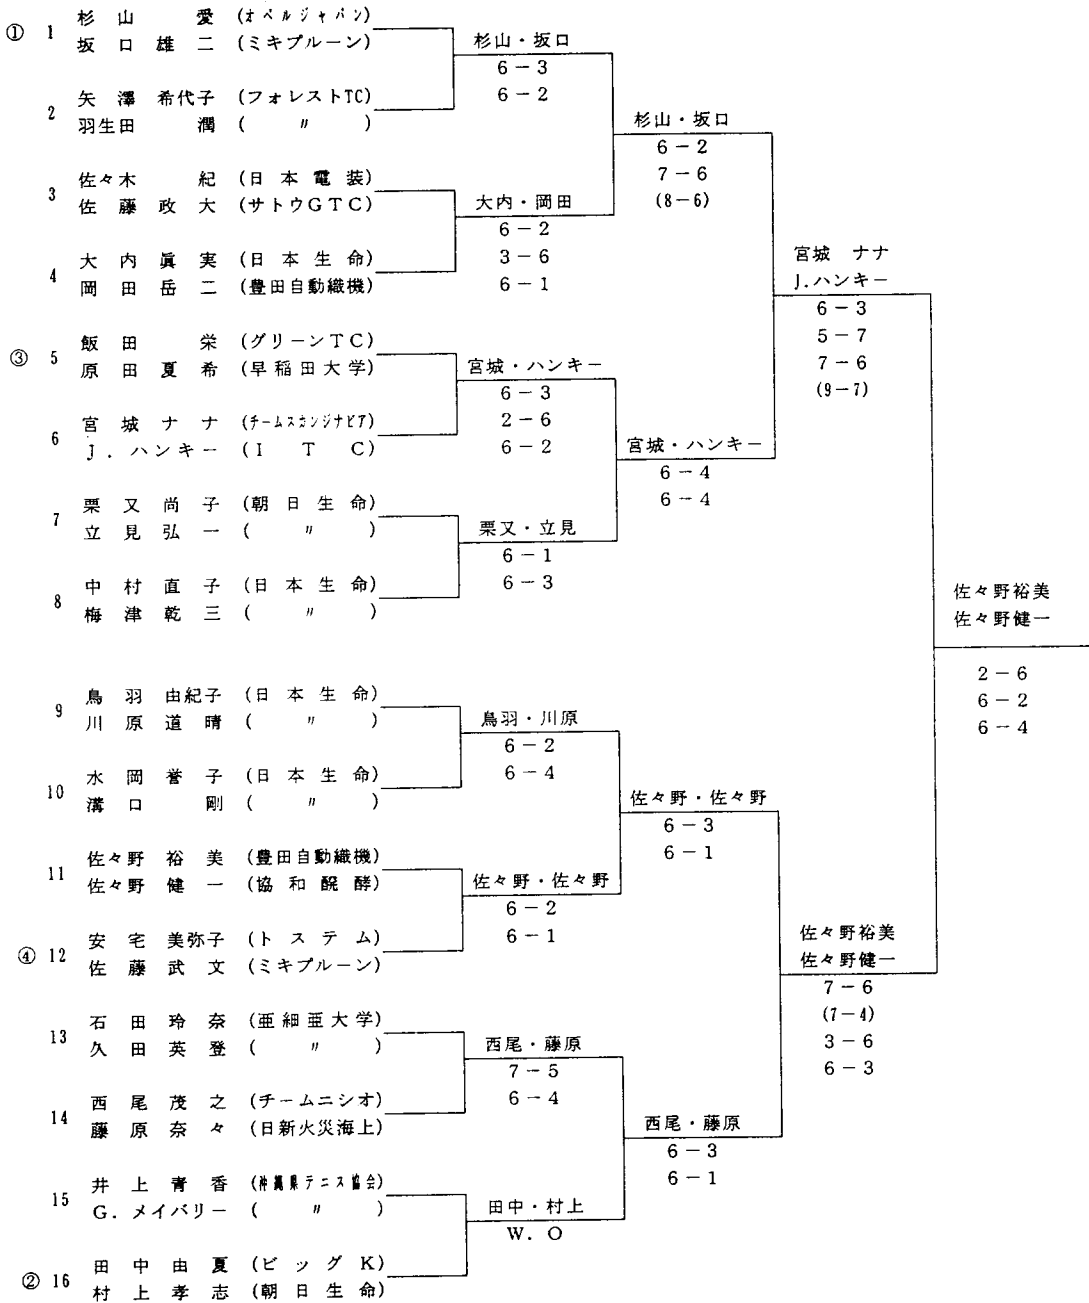 ① 1 杉山 愛 (オペルジャパン)
坂口雄二 (ミキプルーン)
杉山・坂口
6－3
6－2
2 矢澤 希代子 (フォレストTC)
羽生田 潤 ( 〃 )
杉山・坂口
6－2
7－6
(8－6)
3 佐々木 紀 (日本電装)
佐藤政大 (サトウGTC)
大内・岡田
6－2
3－6
6－1
4 大内眞実 (日本生命)
岡田岳二 (豊田自動織機)
宮城 ナナ
J.ハンキー
6－3
5－7
7－6
(9－7)
③ 5 飯田 栄 (グリーンTC)
原田夏希 (早稲田大学)
宮城・ハンキー
6－3
2－6
6－2
6 宮城ナナ (チームスカンジナビア)
J.ハンキー (ITC)
宮城・ハンキー
6－4
6－4
7 栗又尚子 (朝日生命)
立見弘一 ( 〃 )
栗又・立見
6－1
6－3
8 中村直子 (日本生命)
梅津乾三 ( 〃 )
佐々野裕美
佐々野健一
2－6
6－2
6－4
9 鳥羽由紀子 (日本生命)
川原道晴 ( 〃 )
鳥羽・川原
6－2
6－4
10 水岡誉子 (日本生命)
溝口 剛 ( 〃 )
佐々野・佐々野
6－3
6－1
11 佐々野裕美 (豊田自動織機)
佐々野健一 (協和醗酵)
佐々野・佐々野
6－2
6－1
④ 12 安宅美弥子 (トステム)
佐藤武文 (ミキプルーン)
佐々野裕美
佐々野健一
7－6
(7－4)
3－6
6－3
13 石田玲奈 (亜細亜大学)
久田英登 ( 〃 )
西尾・藤原
7－5
6－4
14 西尾茂之 (チームニシオ)
藤原奈々 (日新火災海上)
西尾・藤原
6－3
6－1
15 井上青香 (沖縄県テニス協会)
G.メイバリー ( 〃 )
田中・村上
W.O
② 16 田中由夏 (ビッグK)
村上孝志 (朝日生命)